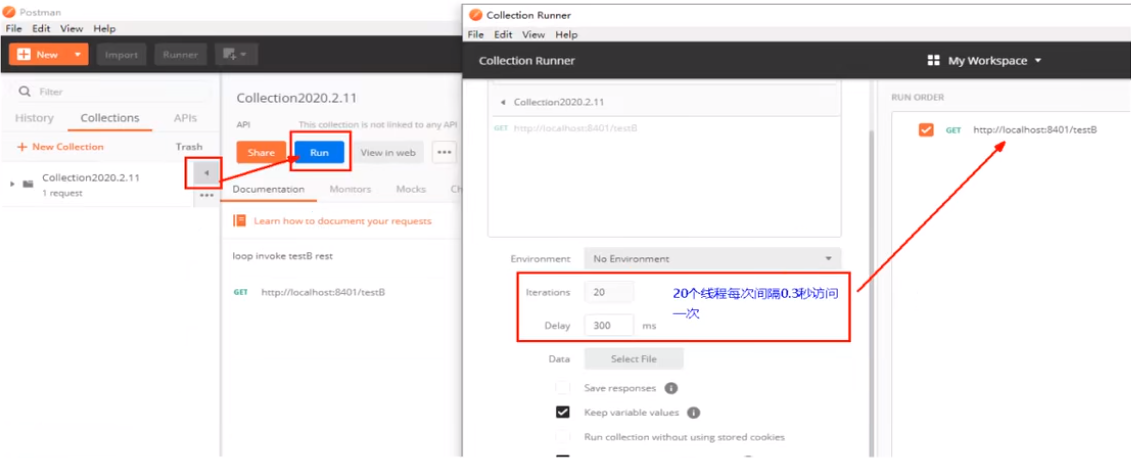 Postman
File Edit View Help
New Import Runner
Filter
History Collections APIs
+ New Collection Trash
Collection2020.2.11
1 request
Collection2020.2.11
API This collection is not linked to any API
Share Run View in web
Documentation Monitors Mocks Ch
Learn how to document your requests
loop invoke testB rest
GET http://localhost:8401/testB
Collection Runner
File Edit View Help
Collection Runner My Workspace
Collection2020.2.11
GET http://localhost:8401/testB
Environment No Environment
Iterations 20
Delay 300 ms
20个线程每次间隔0.3秒访问
一次
Data Select File
Save responses
Keep variable values
Run collection without using stored cookies
RUN ORDER
GET http://localhost:8401/testB